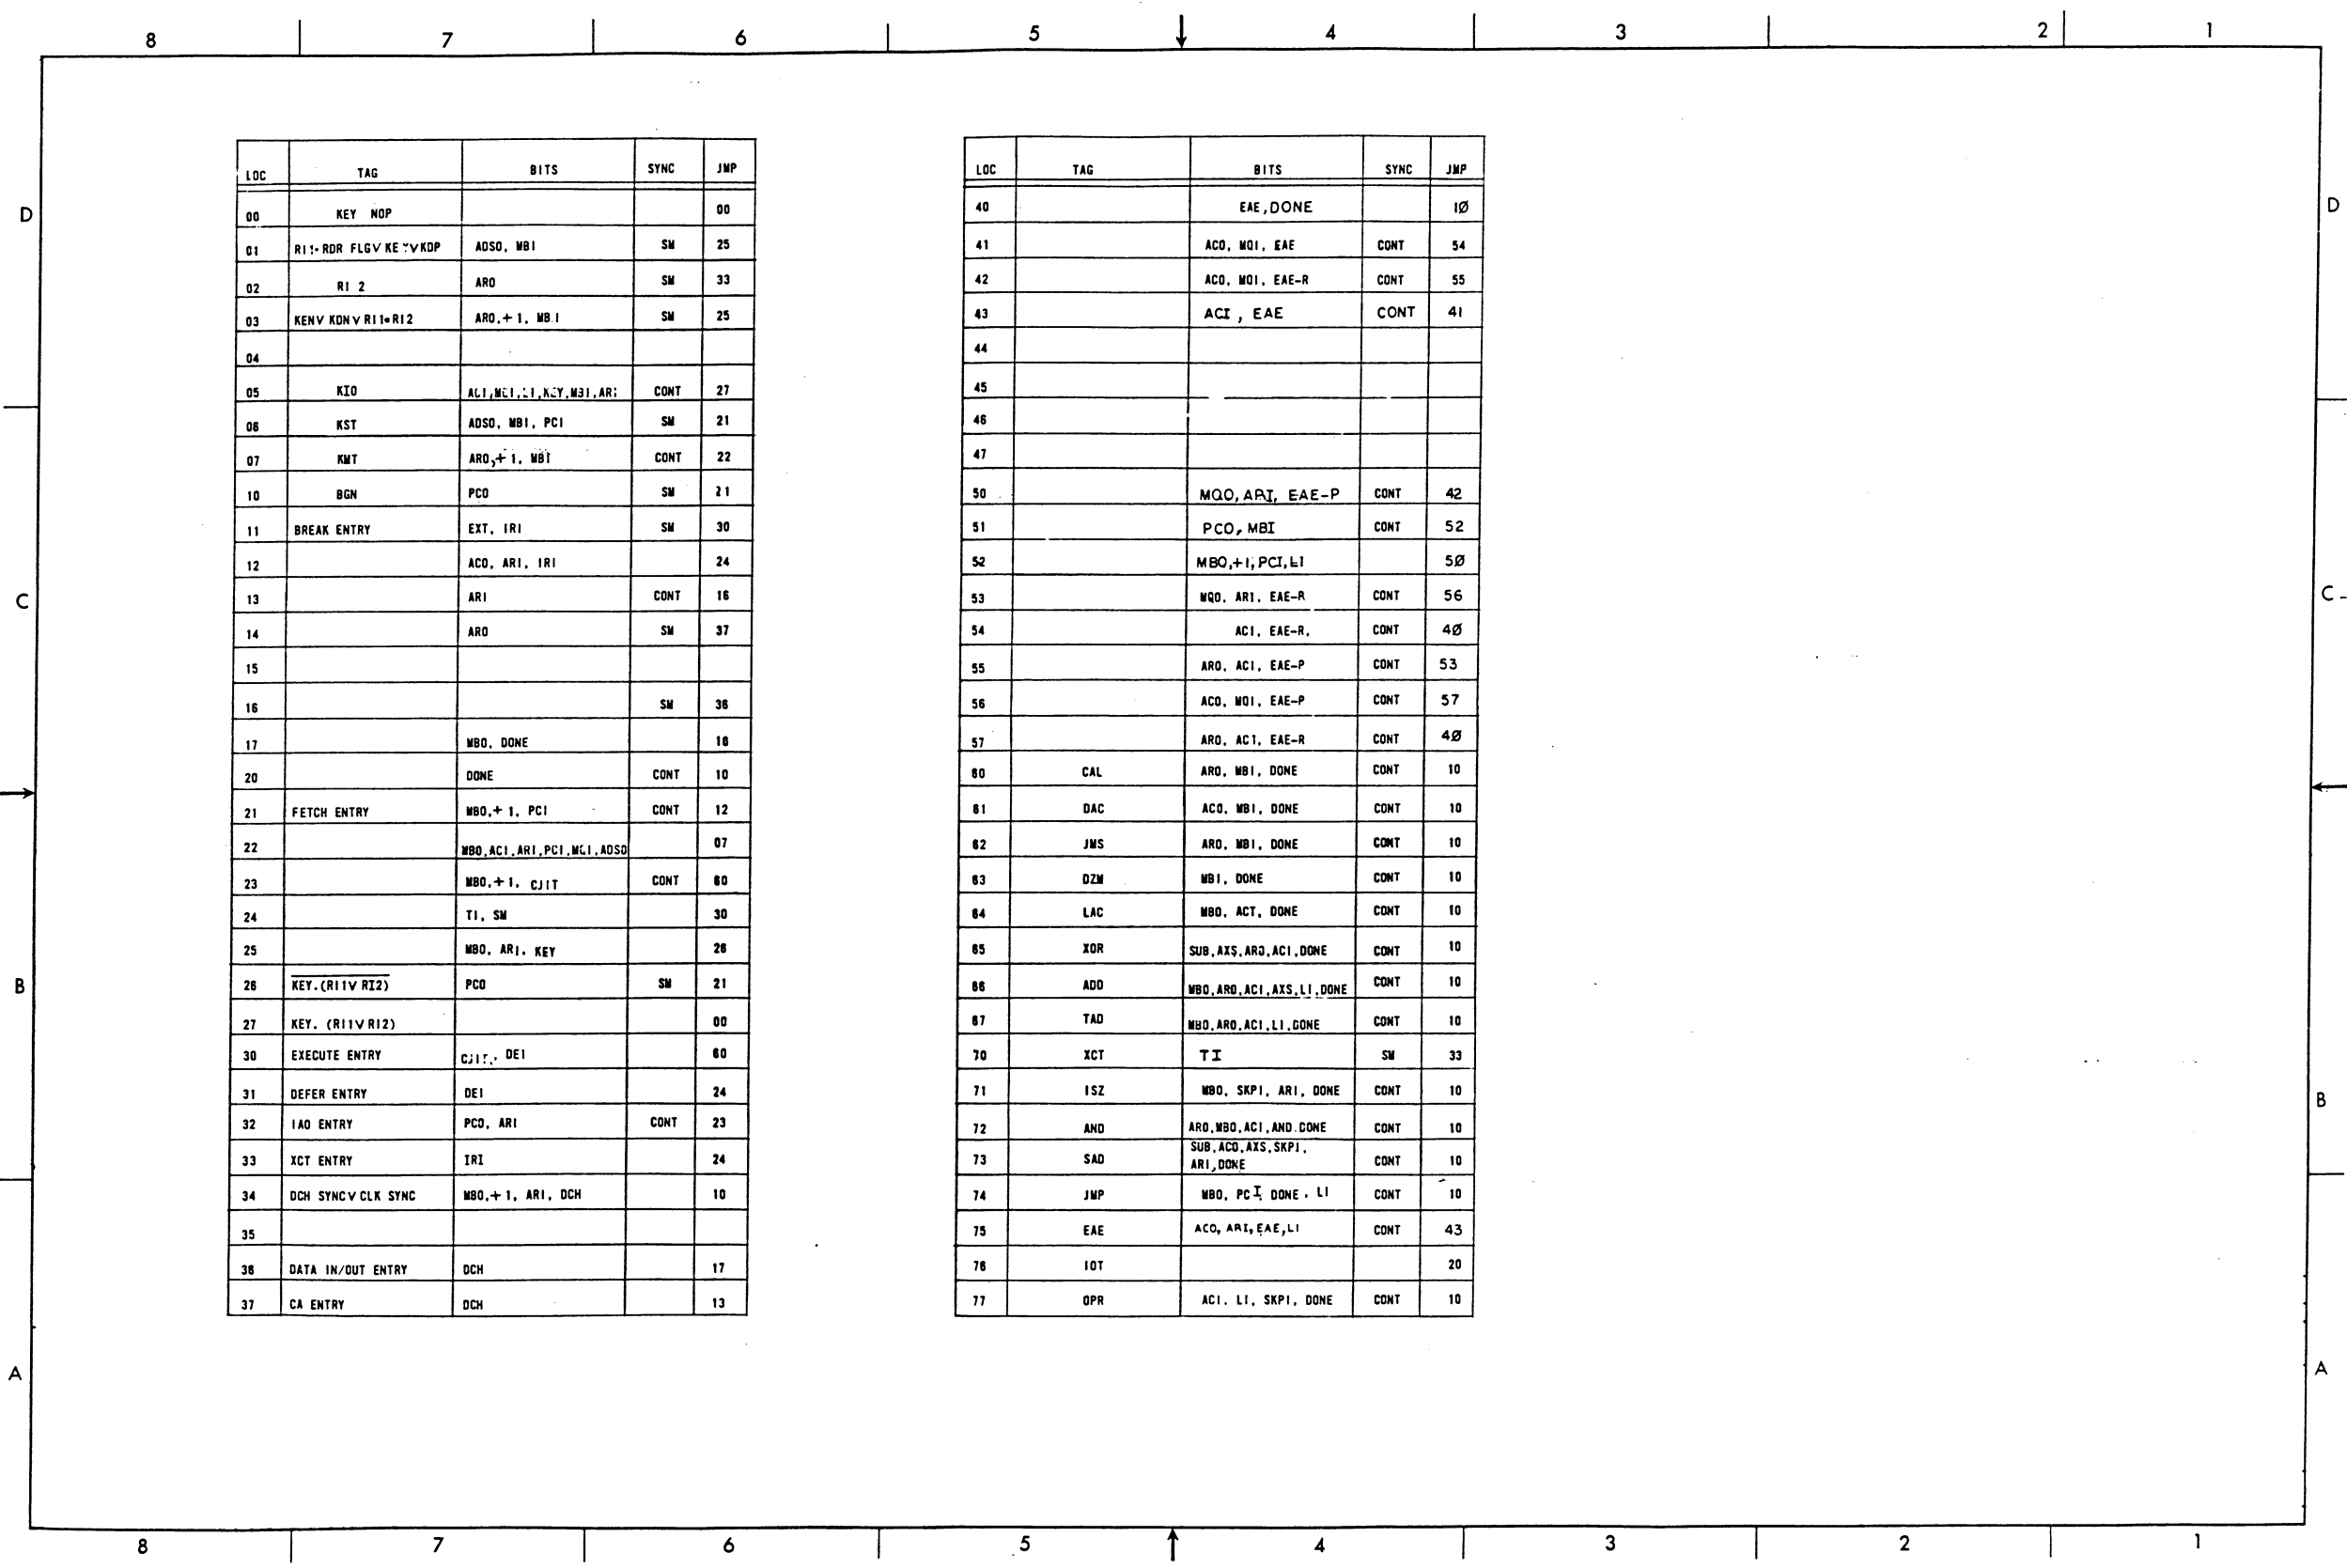 8 7 6 5 4 3 2 1
D D
C C
B B
A A
LOC TAG BITS SYNC JMP
00 KEY NOP 00
01 RDR ADSO, MBI SM 25
02 RI 2 ARO SM 33
03 KENV KDNV RI1•RI2 ARO,+1, MBI SM 25
04
05 KIO CONT 27
06 KST ADSO, MBI, PCI SM 21
07 KMT ARO,+1, MBI CONT 22
10 BGN PCO SM 21
11 BREAK ENTRY EXT, IRI SM 30
12 ACO, ARI, IRI 24
13 ARI CONT 16
14 ARO SM 37
15
16 SM 36
17 MBO, DONE 10
20 DONE CONT 10
21 FETCH ENTRY MBO,+1, PCI CONT 12
22 MBO,ACI,ARI,PCI,MQI,ADSO 07
23 MBO,+1, CJIT CONT 60
24 TI, SM 30
25 MBO, ARI, KEY 26
26 KEY.(RI1V RI2) PCO SM 21
27 KEY. (RI1V RI2) 00
30 EXECUTE ENTRY CJIT, DEI 60
31 DEFER ENTRY DEI 24
32 IAO ENTRY PCO, ARI CONT 23
33 XCT ENTRY IRI 24
34 DCH SYNCV CLK SYNC MBO,+1, ARI, DCH 10
35
36 DATA IN/OUT ENTRY DCH 17
37 CA ENTRY DCH 13
LOC TAG BITS SYNC JMP
40 EAE,DONE 1Ø
41 ACO, MQI, EAE CONT 54
42 ACO, MQI, EAE-R CONT 55
43 ACI, EAE CONT 41
44
45
46
47
50 MQO, ARI, EAE-P CONT 42
51 PCO, MBI CONT 52
52 MBO,+1,PCI,LI 5Ø
53 MQO, ARI, EAE-R CONT 56
54 ACI, EAE-R, CONT 4Ø
55 ARO, ACI, EAE-P CONT 53
56 ACO, MQI, EAE-P CONT 57
57 ARO, ACI, EAE-R CONT 4Ø
60 CAL ARO, MBI, DONE CONT 10
61 DAC ACO, MBI, DONE CONT 10
62 JMS ARO, MBI, DONE CONT 10
63 DZM MBI, DONE CONT 10
64 LAC MBO, ACT, DONE CONT 10
65 XOR SUB,AXS,ARO,ACI,DONE CONT 10
66 ADD MBO,ARO,ACI,AXS,LI,DONE CONT 10
67 TAD MBO,ARO,ACI,LI,DONE CONT 10
70 XCT TI SM 33
71 ISZ MBO, SKPI, ARI, DONE CONT 10
72 AND ARO,MBO,ACI,AND.DONE CONT 10
73 SAD SUB,ACO,AXS,SKPI, CONT 10
ARI,DONE
74 JMP MBO, PCI, DONE, LI CONT 10
75 EAE ACO, ARI,EAE,LI CONT 43
76 IOT 20
77 OPR ACI. LI, SKPI, DONE CONT 10
8 7 6 5 4 3 2 1